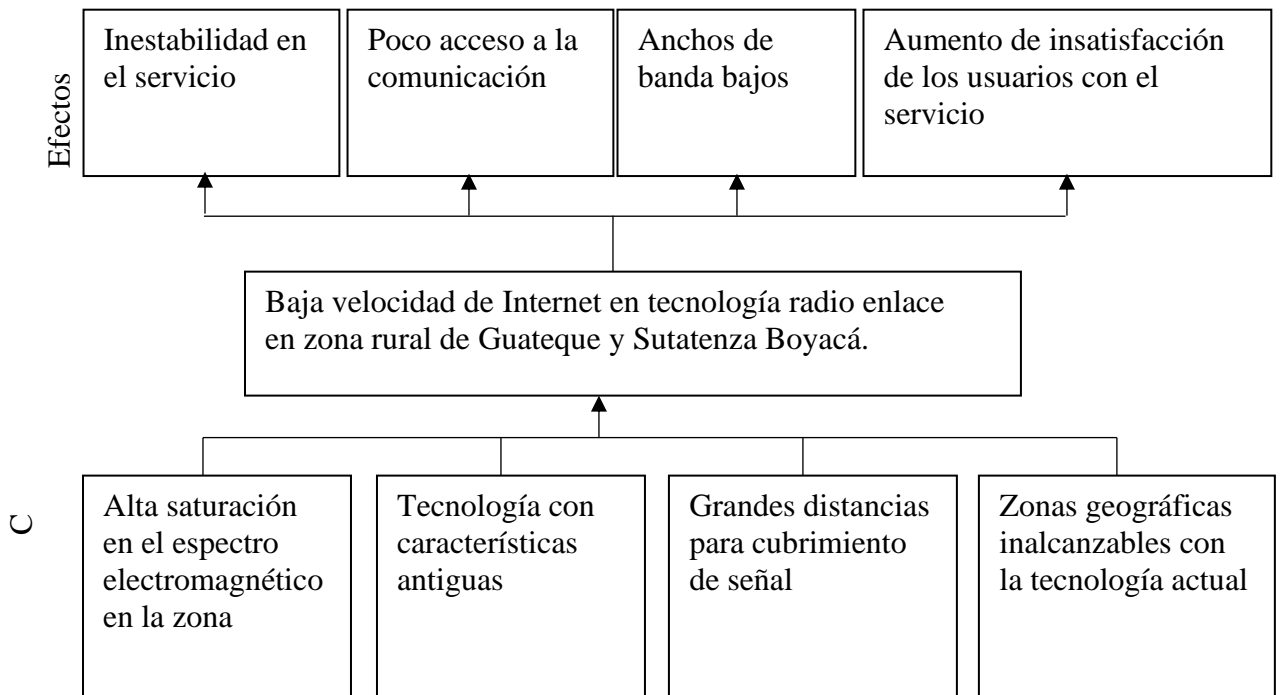 Efectos
Inestabilidad en
el servicio
Poco acceso a la
comunicación
Anchos de
banda bajos
Aumento de insatisfacción
de los usuarios con el
servicio
Baja velocidad de Internet en tecnología radio enlace
en zona rural de Guateque y Sutatenza Boyacá.
C
Alta saturación
en el espectro
electromagnético
en la zona
Tecnología con
características
antiguas
Grandes distancias
para cubrimiento
de señal
Zonas geográficas
inalcanzables con
la tecnología actual